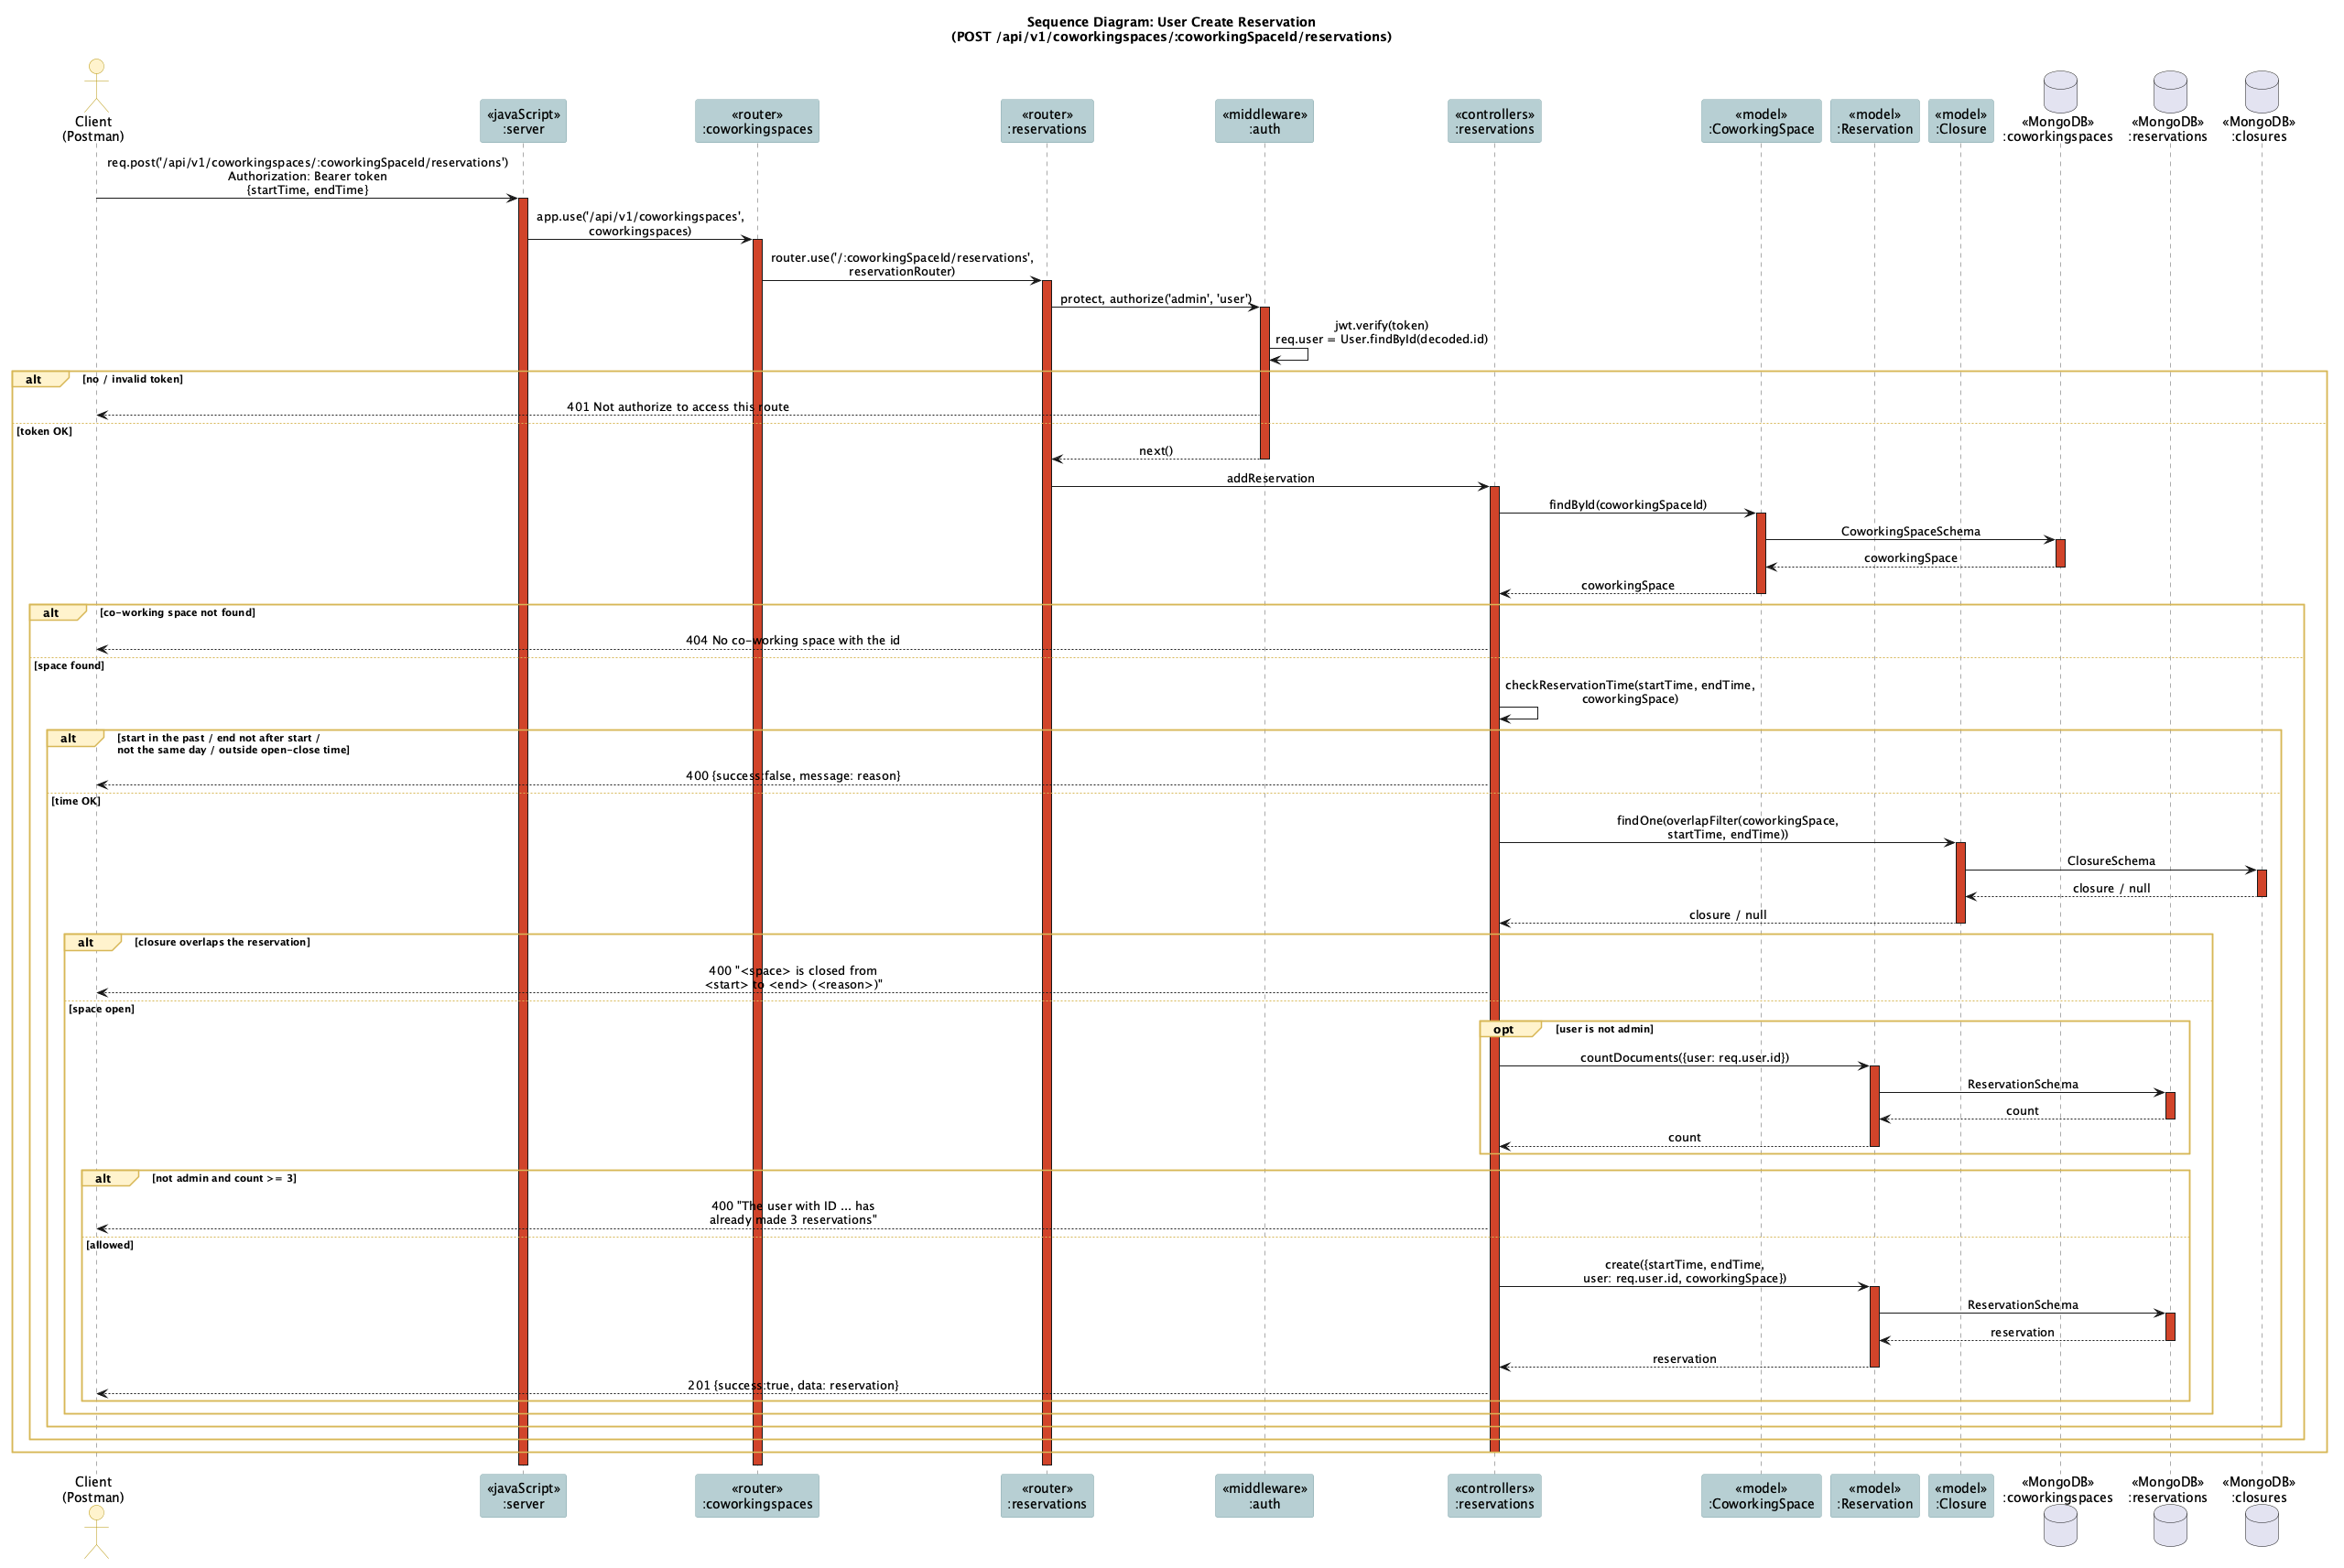 Sequence Diagram: User Create Reservation
(POST /api/v1/coworkingspaces/:coworkingSpaceId/reservations)
Client
(Postman)
«javaScript»
:server
«router»
:coworkingspaces
«router»
:reservations
«middleware»
:auth
«controllers»
:reservations
«model»
:CoworkingSpace
«model»
:Reservation
«model»
:Closure
«MongoDB»
:coworkingspaces
«MongoDB»
:reservations
«MongoDB»
:closures
req.post('/api/v1/coworkingspaces/:coworkingSpaceId/reservations')
Authorization: Bearer token
{startTime, endTime}
app.use('/api/v1/coworkingspaces',
coworkingspaces)
router.use('/:coworkingSpaceId/reservations',
reservationRouter)
protect, authorize('admin', 'user')
jwt.verify(token)
req.user = User.findById(decoded.id)
alt [no / invalid token]
401 Not authorize to access this route
[token OK]
next()
addReservation
findById(coworkingSpaceId)
CoworkingSpaceSchema
coworkingSpace
coworkingSpace
alt [co-working space not found]
404 No co-working space with the id
[space found]
checkReservationTime(startTime, endTime,
coworkingSpace)
alt [start in the past / end not after start /
not the same day / outside open-close time]
400 {success:false, message: reason}
[time OK]
findOne(overlapFilter(coworkingSpace,
startTime, endTime))
ClosureSchema
closure / null
closure / null
alt [closure overlaps the reservation]
400 "<space> is closed from
<start> to <end> (<reason>)"
[space open]
opt [user is not admin]
countDocuments({user: req.user.id})
ReservationSchema
count
count
alt [not admin and count >= 3]
400 "The user with ID ... has
already made 3 reservations"
[allowed]
create({startTime, endTime,
user: req.user.id, coworkingSpace})
ReservationSchema
reservation
reservation
201 {success:true, data: reservation}
Client
(Postman)
«javaScript»
:server
«router»
:coworkingspaces
«router»
:reservations
«middleware»
:auth
«controllers»
:reservations
«model»
:CoworkingSpace
«model»
:Reservation
«model»
:Closure
«MongoDB»
:coworkingspaces
«MongoDB»
:reservations
«MongoDB»
:closures